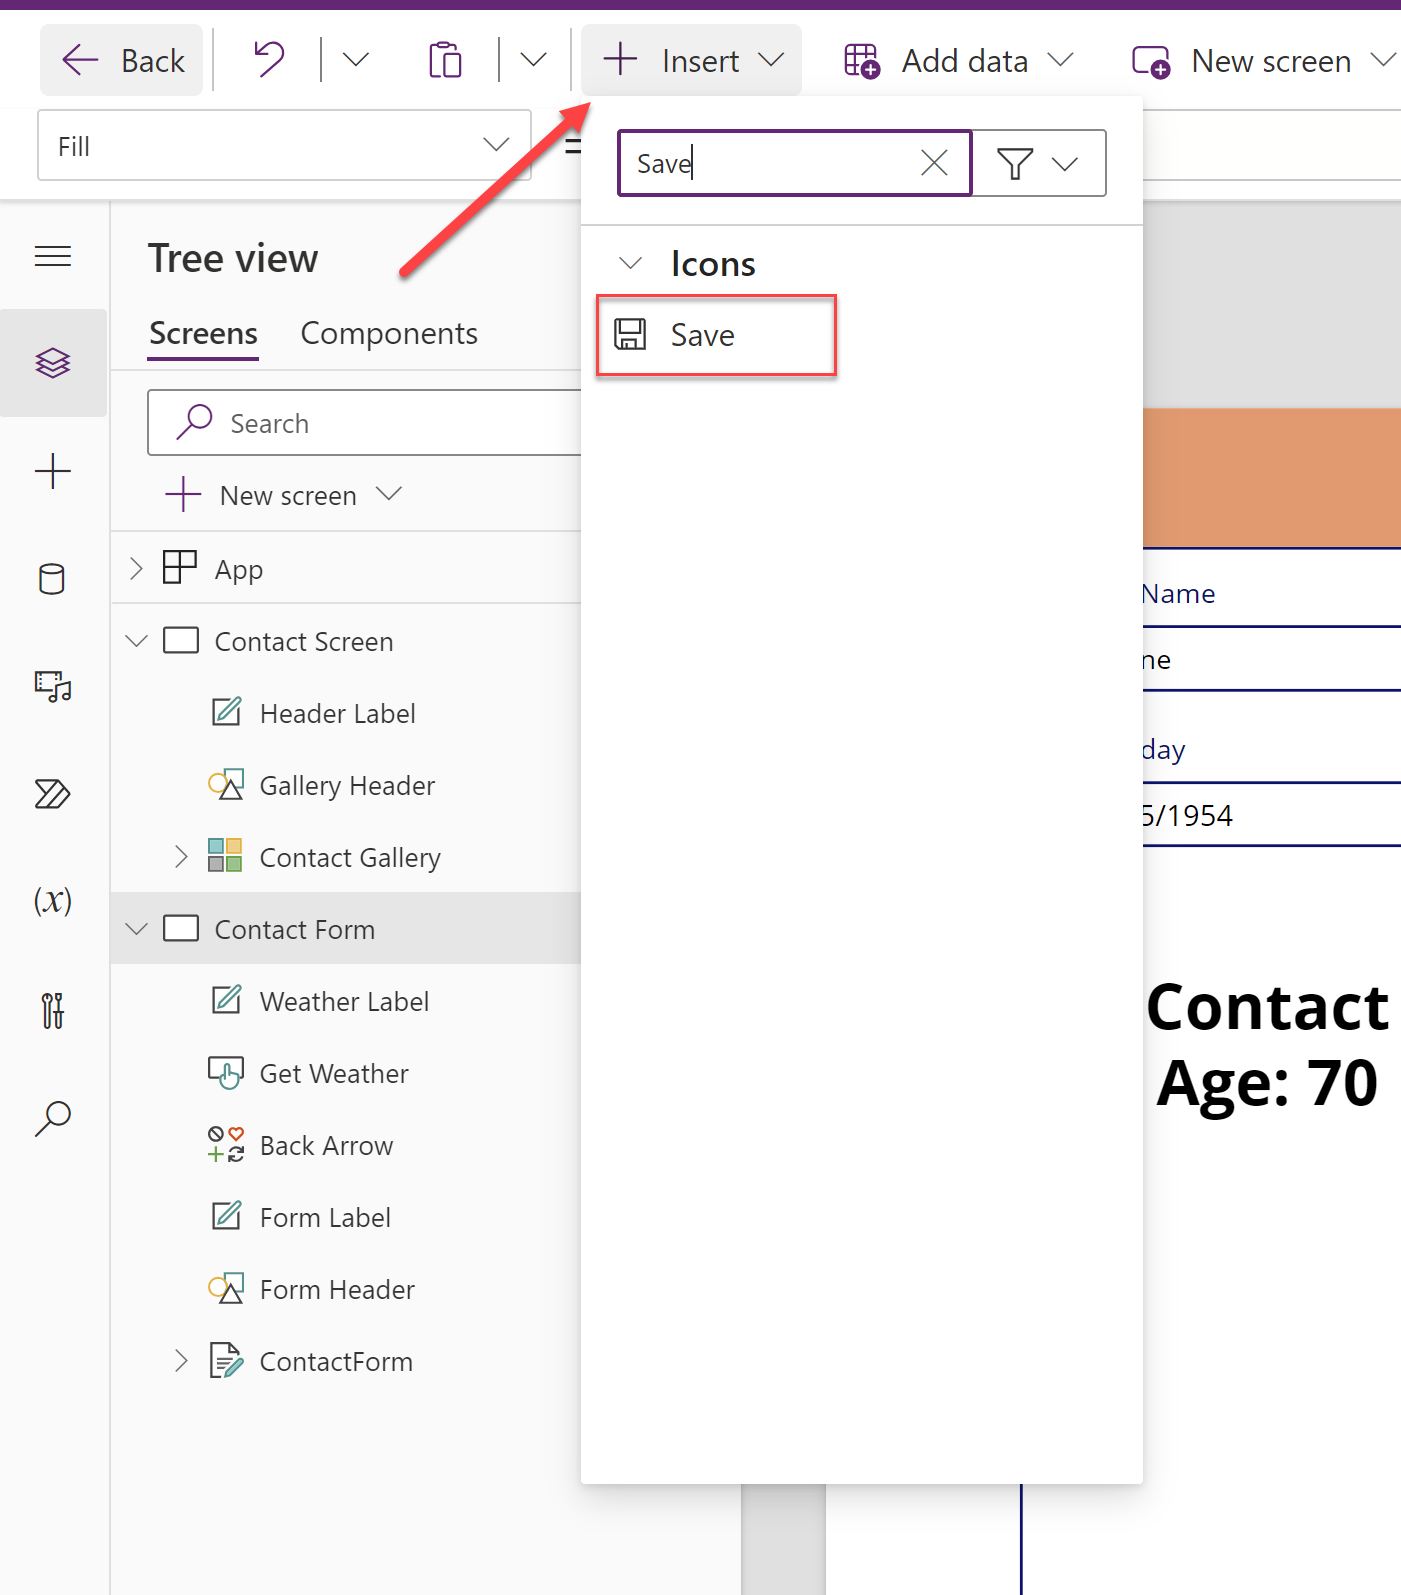 Back
Insert
Add data
New screen
Fill
=
Save
Tree view
Icons
Save
Screens
Components
Search
New screen
App
Contact Screen
Header Label
Gallery Header
Contact Gallery
Contact Form
Weather Label
Get Weather
Back Arrow
Form Label
Form Header
ContactForm
(x)
Name
ne
day
5/1954
Contact
Age: 70